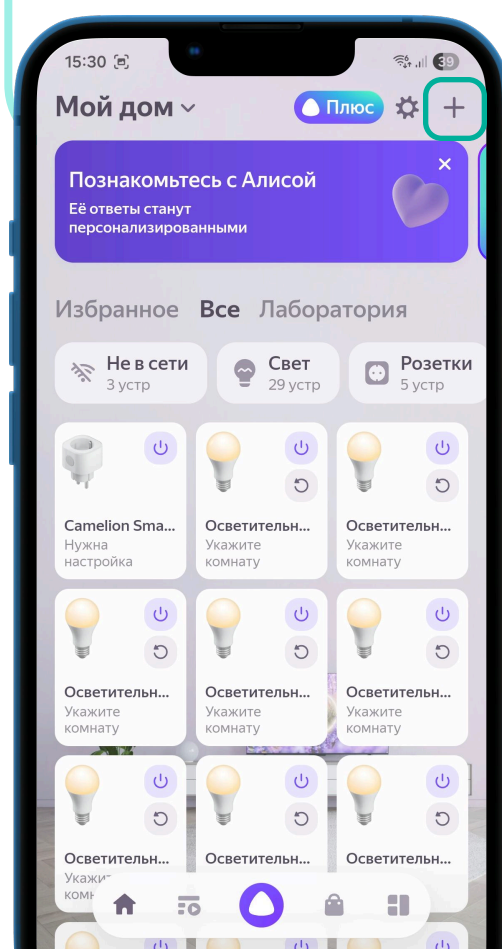 15:30
39
Мой дом
Плюс
Познакомьтесь с Алисой
Её ответы станут
персонализированными
Избранное Все Лаборатория
Не в сети
3 устр
Свет
29 устр
Розетки
5 устр
Camelion Sma...
Нужна
настройка
Осветительн...
Укажите
комнату
Осветительн...
Укажите
комнату
Осветительн...
Укажите
комнату
Осветительн...
Укажите
комнату
Осветительн...
Укажите
комнату
Осветительн...
Осветительн...
Осветительн...